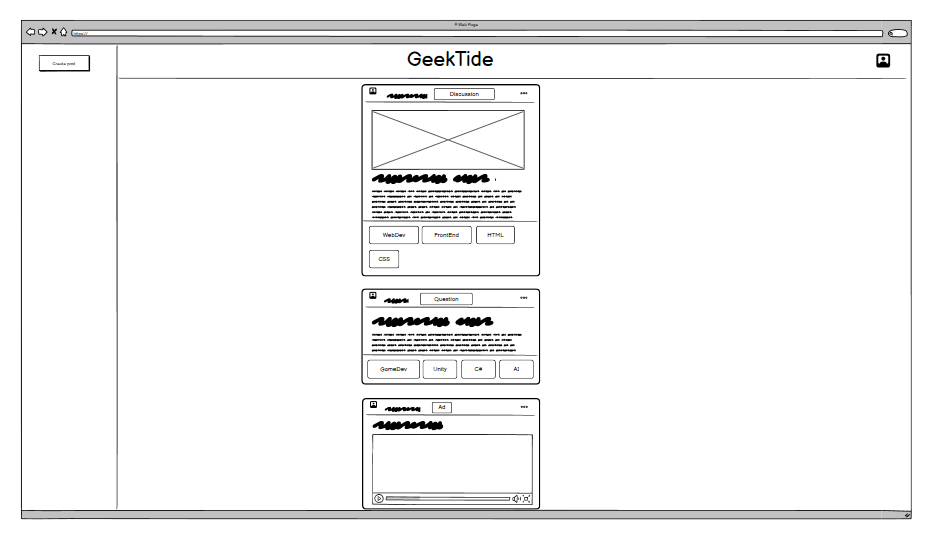 Web Page
https://
Create post
GeekTide
Discussion
WebDev
FrontEnd
HTML
CSS
Question
GameDev
Unity
C#
AI
Ad